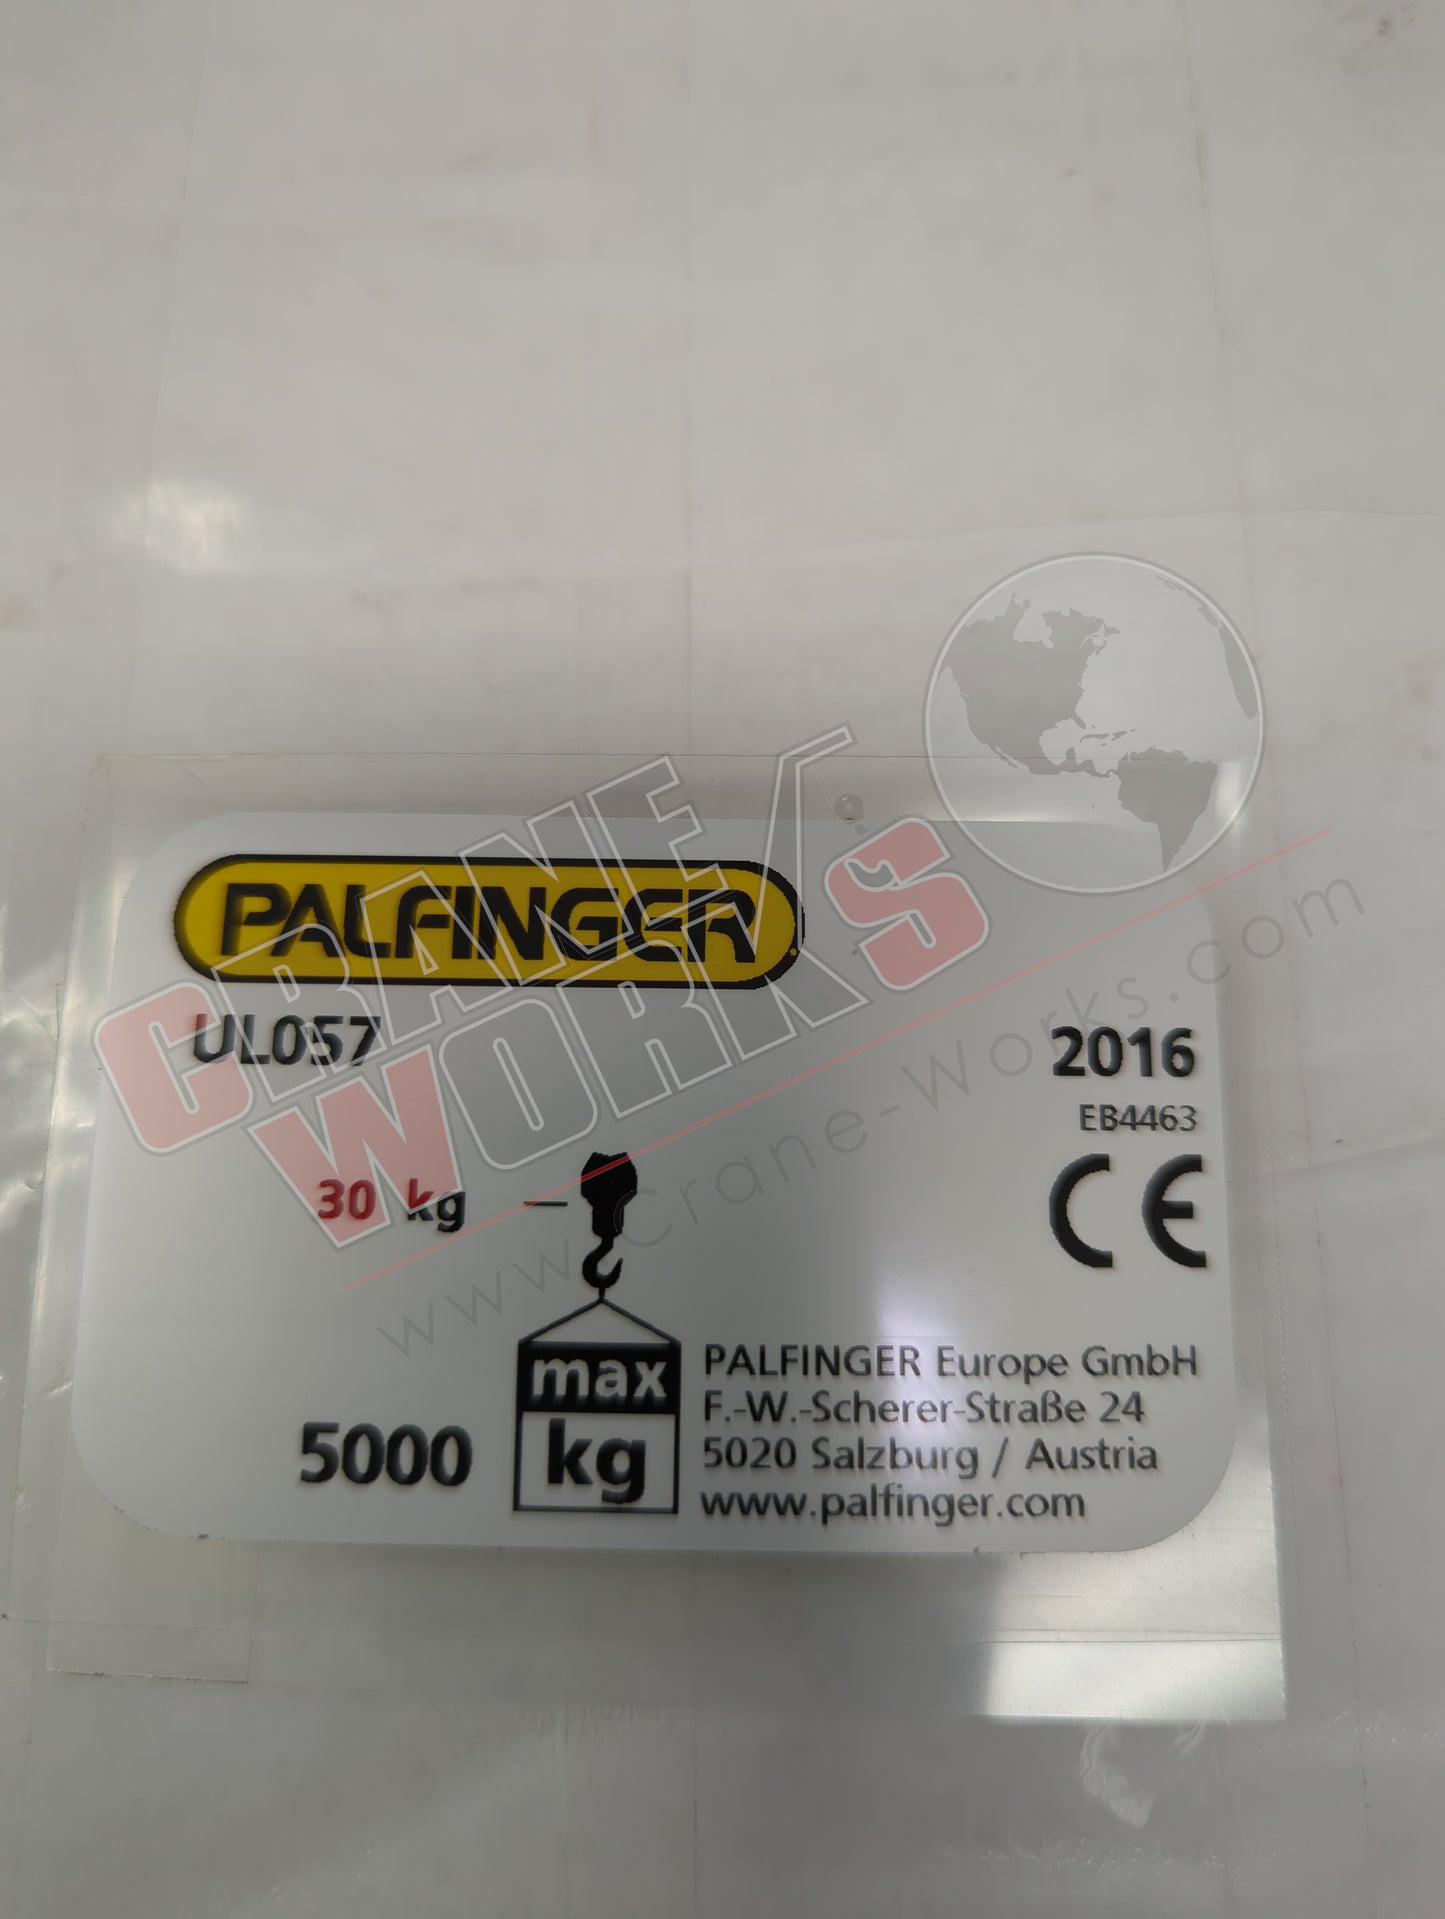 PALFINGER
UL057
2016
EB4463
CE
30 kg
max
kg
5000
PALFINGER Europe GmbH
F.-W.-Scherer-Straße 24
5020 Salzburg / Austria
www.palfinger.com
CRANE WORKS
www.Crane-Works.com